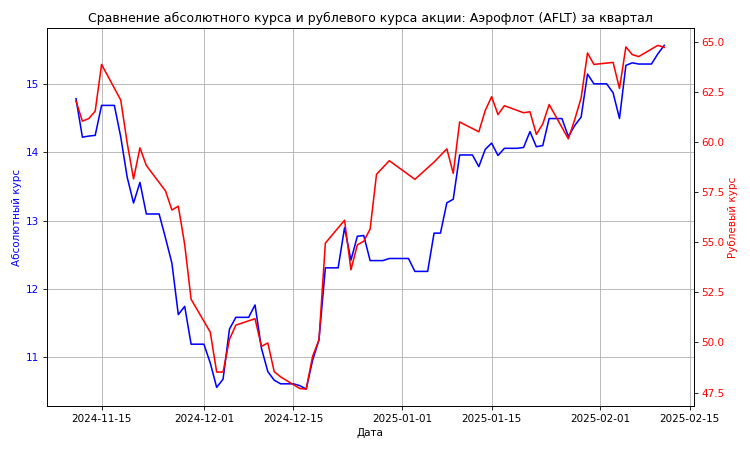 Сравнение абсолютного курса и рублевого курса акции: Аэрофлот (AFLT) за квартал
Абсолютный курс
15
14
13
12
11
65.0
62.5
60.0
57.5
55.0
52.5
50.0
47.5
Рублевый курс
2024-11-15 2024-12-01 2024-12-15 2025-01-01 2025-01-15 2025-02-01 2025-02-15
Дата